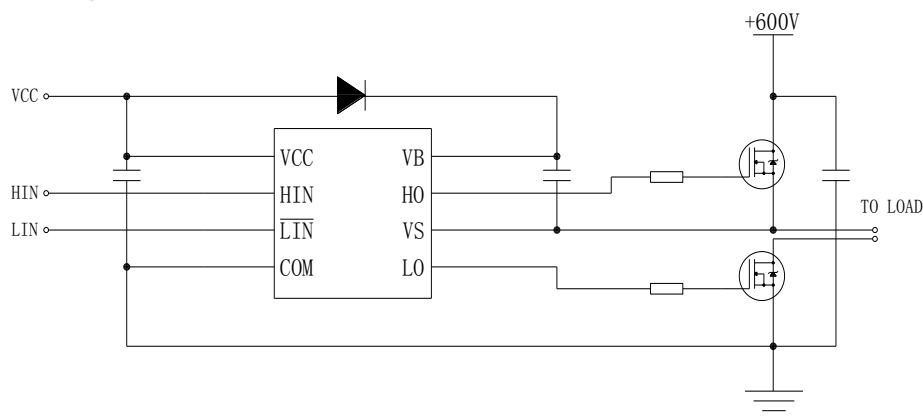 +600V
VCC
VCC VB
HIN HIN HO
TO LOAD
LIN LIN VS
COM LO